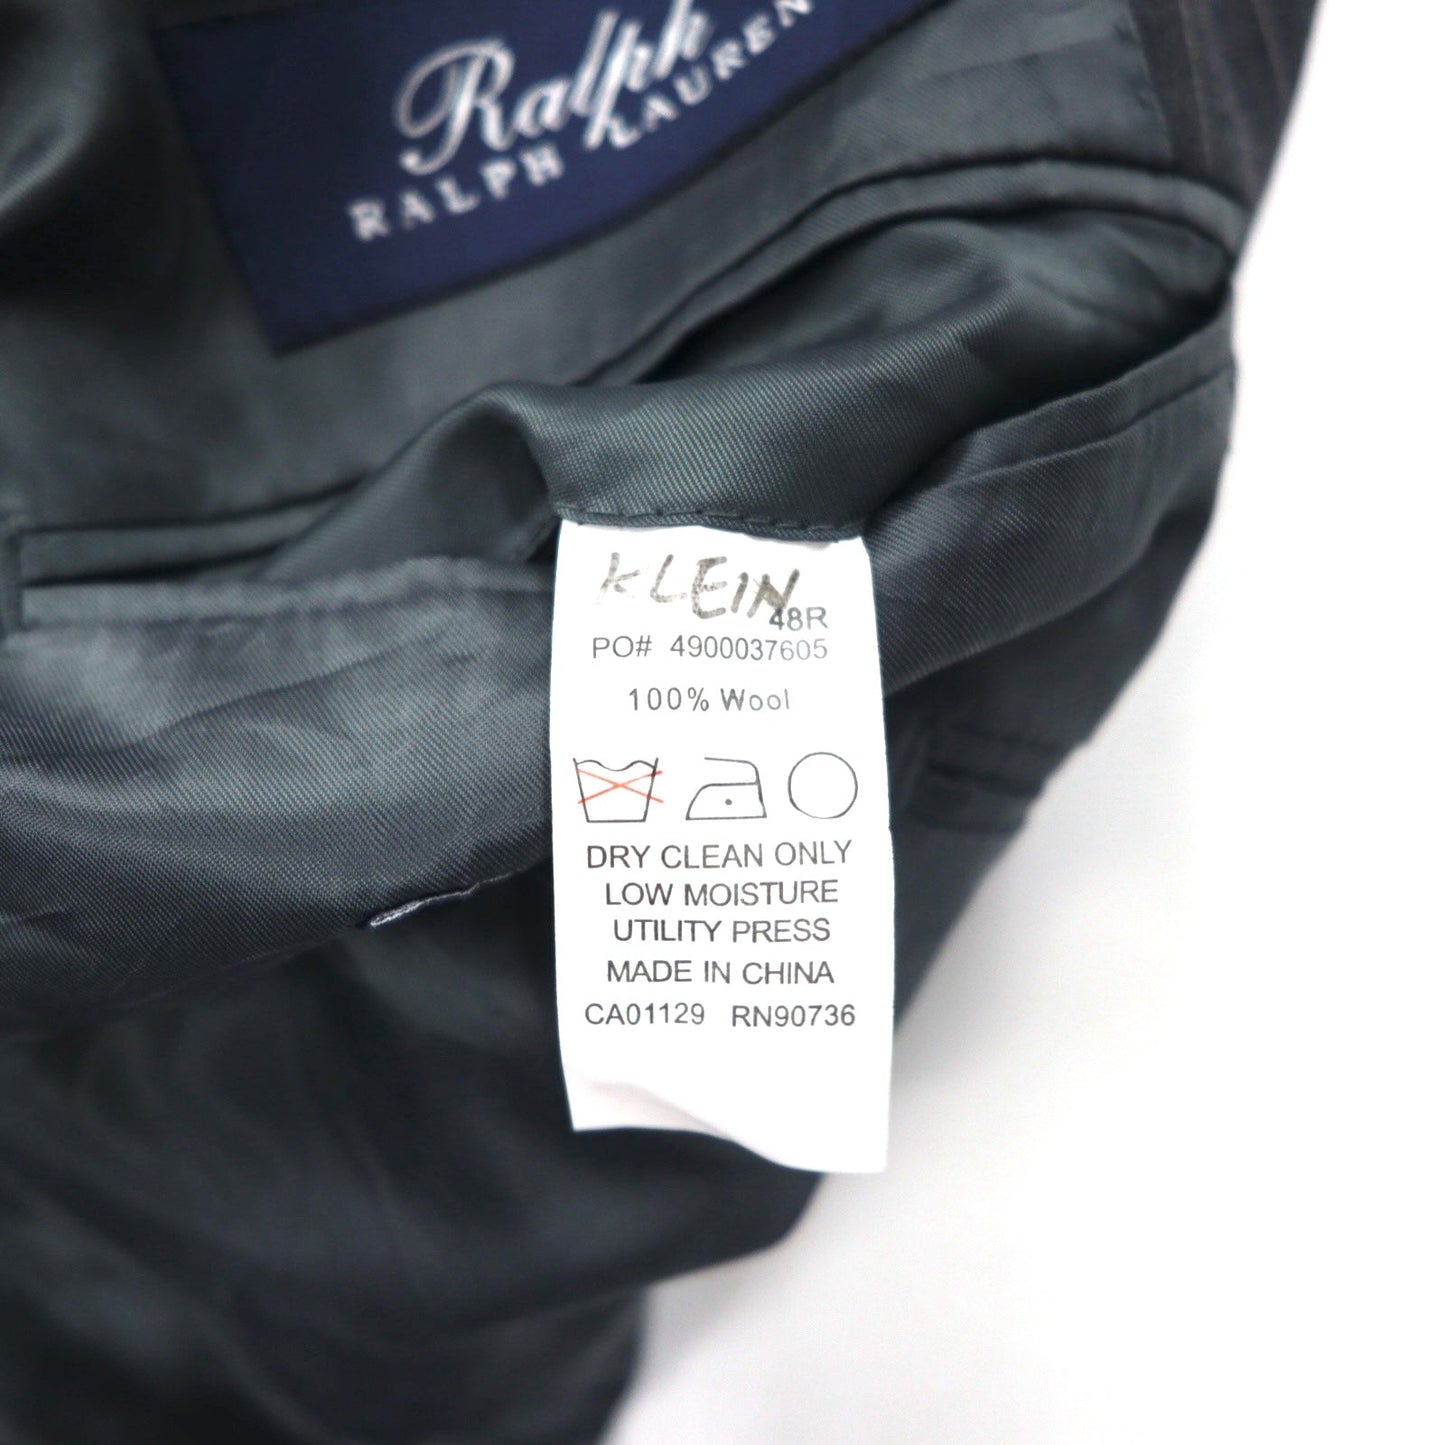 Ralph
RALPH LAUREN
KLEIN
48R
PO# 4900037605
100% Wool
DRY CLEAN ONLY
LOW MOISTURE
UTILITY PRESS
MADE IN CHINA
CA01129 RN90736